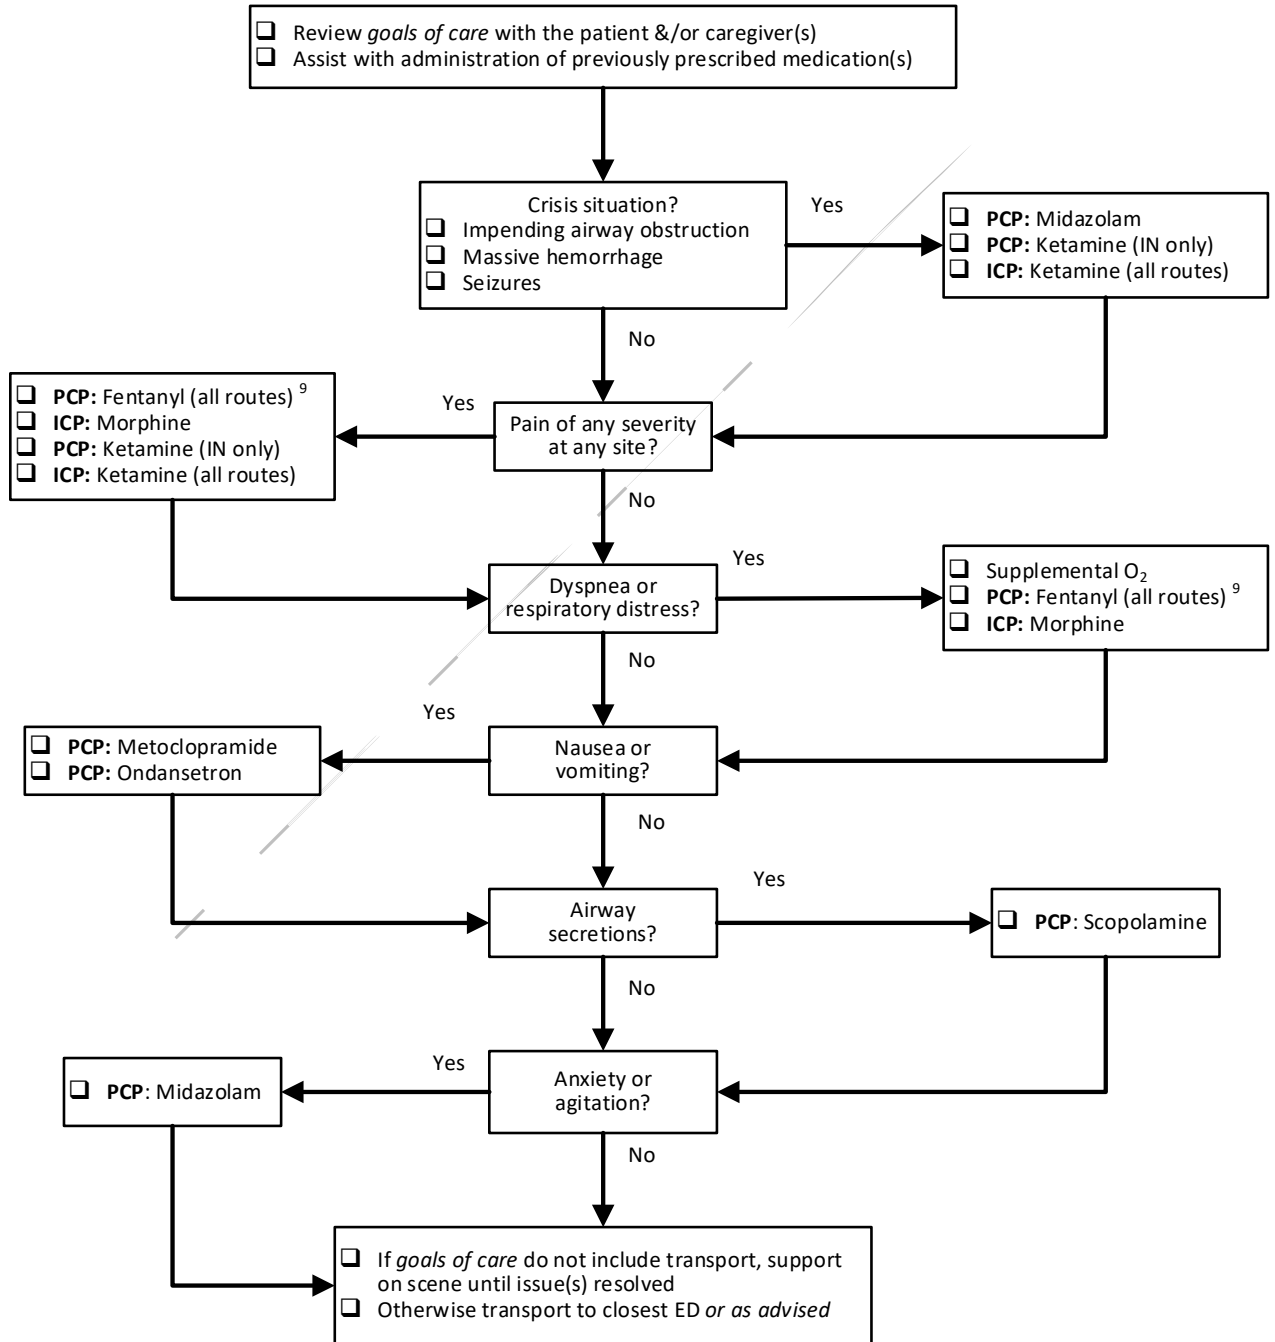 ❑ Review goals of care with the patient &/or caregiver(s)
❑ Assist with administration of previously prescribed medication(s)
Crisis situation?
❑ Impending airway obstruction
❑ Massive hemorrhage
❑ Seizures
Yes
❑ PCP: Midazolam
❑ PCP: Ketamine (IN only)
❑ ICP: Ketamine (all routes)
No
❑ PCP: Fentanyl (all routes) ⁹
❑ ICP: Morphine
❑ PCP: Ketamine (IN only)
❑ ICP: Ketamine (all routes)
Yes
Pain of any severity
at any site?
No
Dyspnea or
respiratory distress?
Yes
❑ Supplemental O₂
❑ PCP: Fentanyl (all routes) ⁹
❑ ICP: Morphine
No
Yes
❑ PCP: Metoclopramide
❑ PCP: Ondansetron
Nausea or
vomiting?
No
Airway
secretions?
Yes
❑ PCP: Scopolamine
No
Yes
❑ PCP: Midazolam
Anxiety or
agitation?
No
❑ If goals of care do not include transport, support
on scene until issue(s) resolved
❑ Otherwise transport to closest ED or as advised